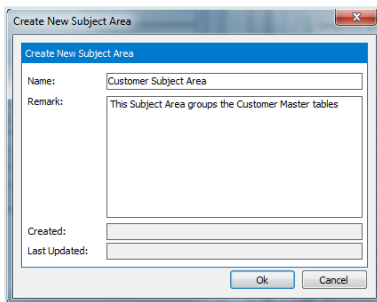 Create New Subject Area
Create New Subject Area
Name: Customer Subject Area
Remark: This Subject Area groups the Customer Master tables
Created:
Last Updated:
Ok Cancel